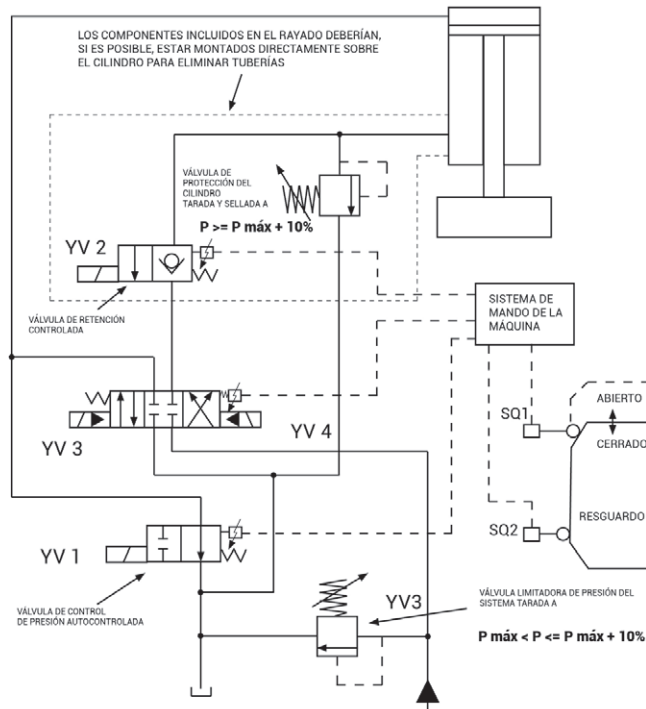 LOS COMPONENTES INCLUIDOS EN EL RAYADO DEBERÍAN,
SI ES POSIBLE, ESTAR MONTADOS DIRECTAMENTE SOBRE
EL CILINDRO PARA ELIMINAR TUBERÍAS
VÁLVULA DE
PROTECCIÓN DEL
CILINDRO
TARADA Y SELLADA A
P >= P máx + 10%
YV 2
VÁLVULA DE RETENCIÓN
CONTROLADA
SISTEMA DE
MANDO DE LA
MÁQUINA
YV 3
YV 4
SQ1
ABIERTO
CERRADO
RESGUARDO
SQ2
YV 1
VÁLVULA DE CONTROL
DE PRESIÓN AUTOCONTROLADA
YV3
VÁLVULA LIMITADORA DE PRESIÓN DEL
SISTEMA TARADA A
P máx < P <= P máx + 10%